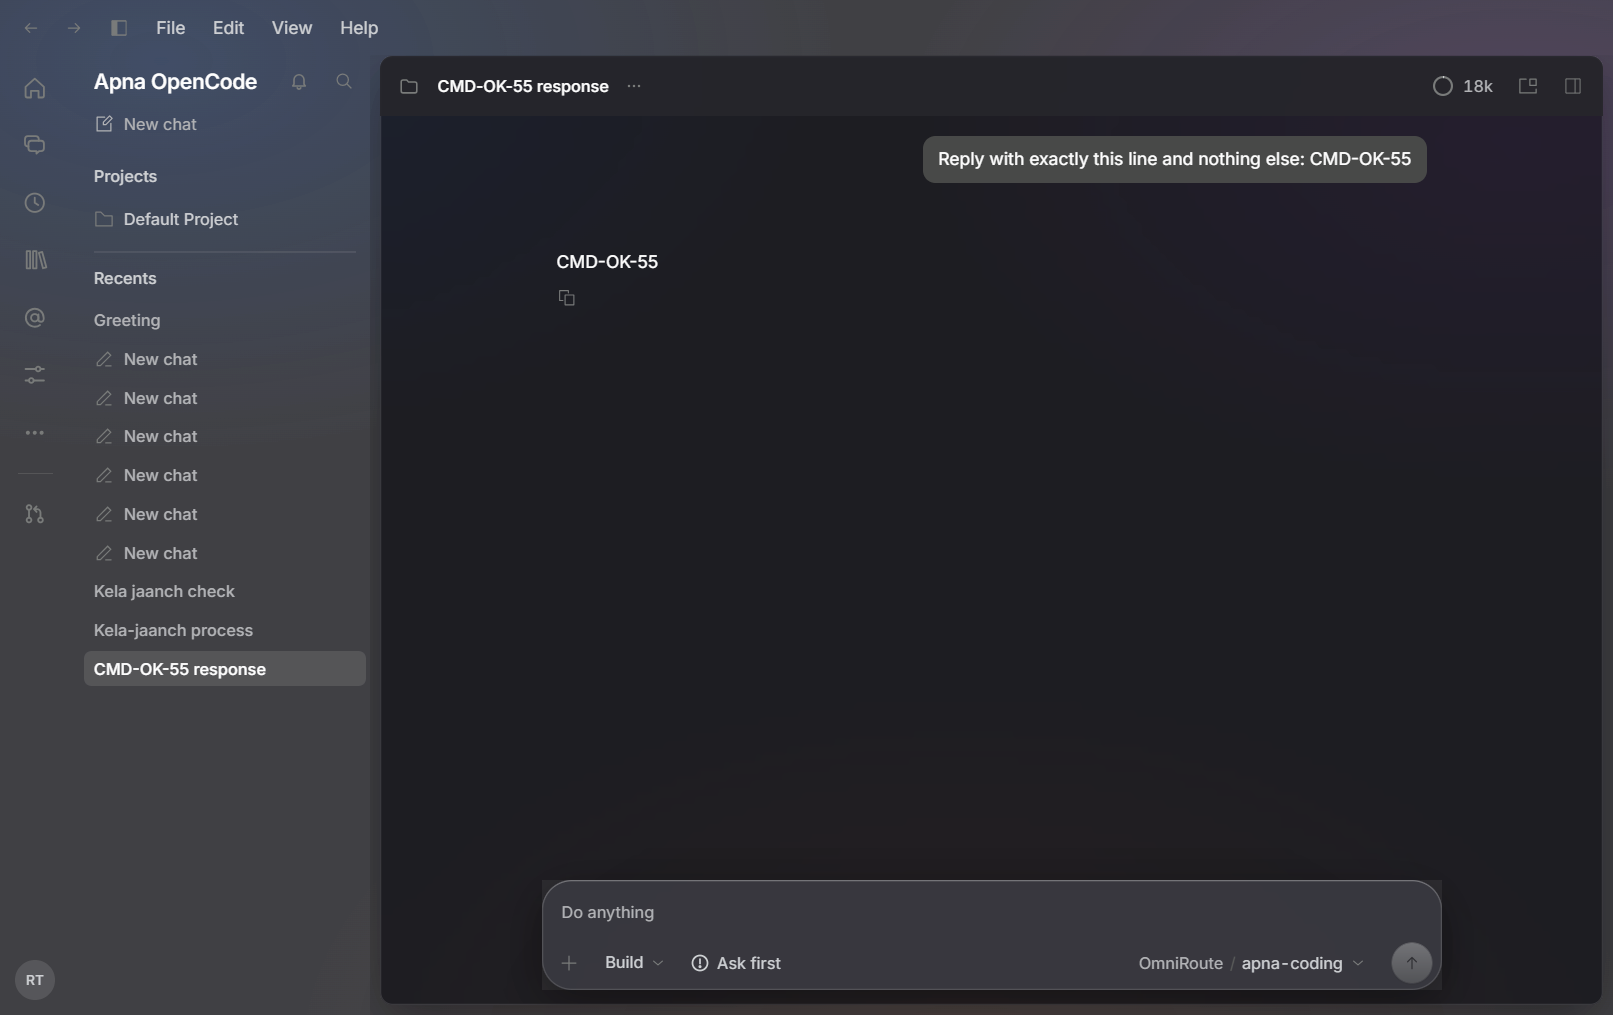 File Edit View Help
Apna OpenCode
New chat
Projects
Default Project
Recents
Greeting
New chat
New chat
New chat
New chat
New chat
New chat
Kela jaanch check
Kela-jaanch process
CMD-OK-55 response
RT
CMD-OK-55 response
18k
Reply with exactly this line and nothing else: CMD-OK-55
CMD-OK-55
Do anything
Build Ask first OmniRoute / apna-coding